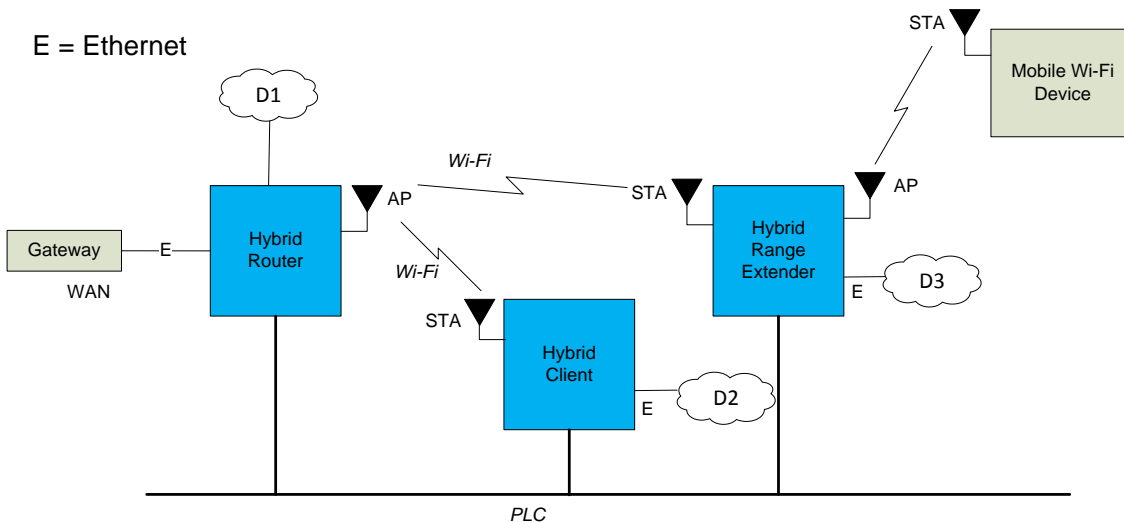 E = Ethernet
STA
Mobile Wi-Fi
Device
D1
Wi-Fi
AP
STA
AP
Hybrid
Router
Hybrid
Range
Extender
Gateway
E
WAN
Wi-Fi
D3
E
STA
Hybrid
Client
D2
E
PLC